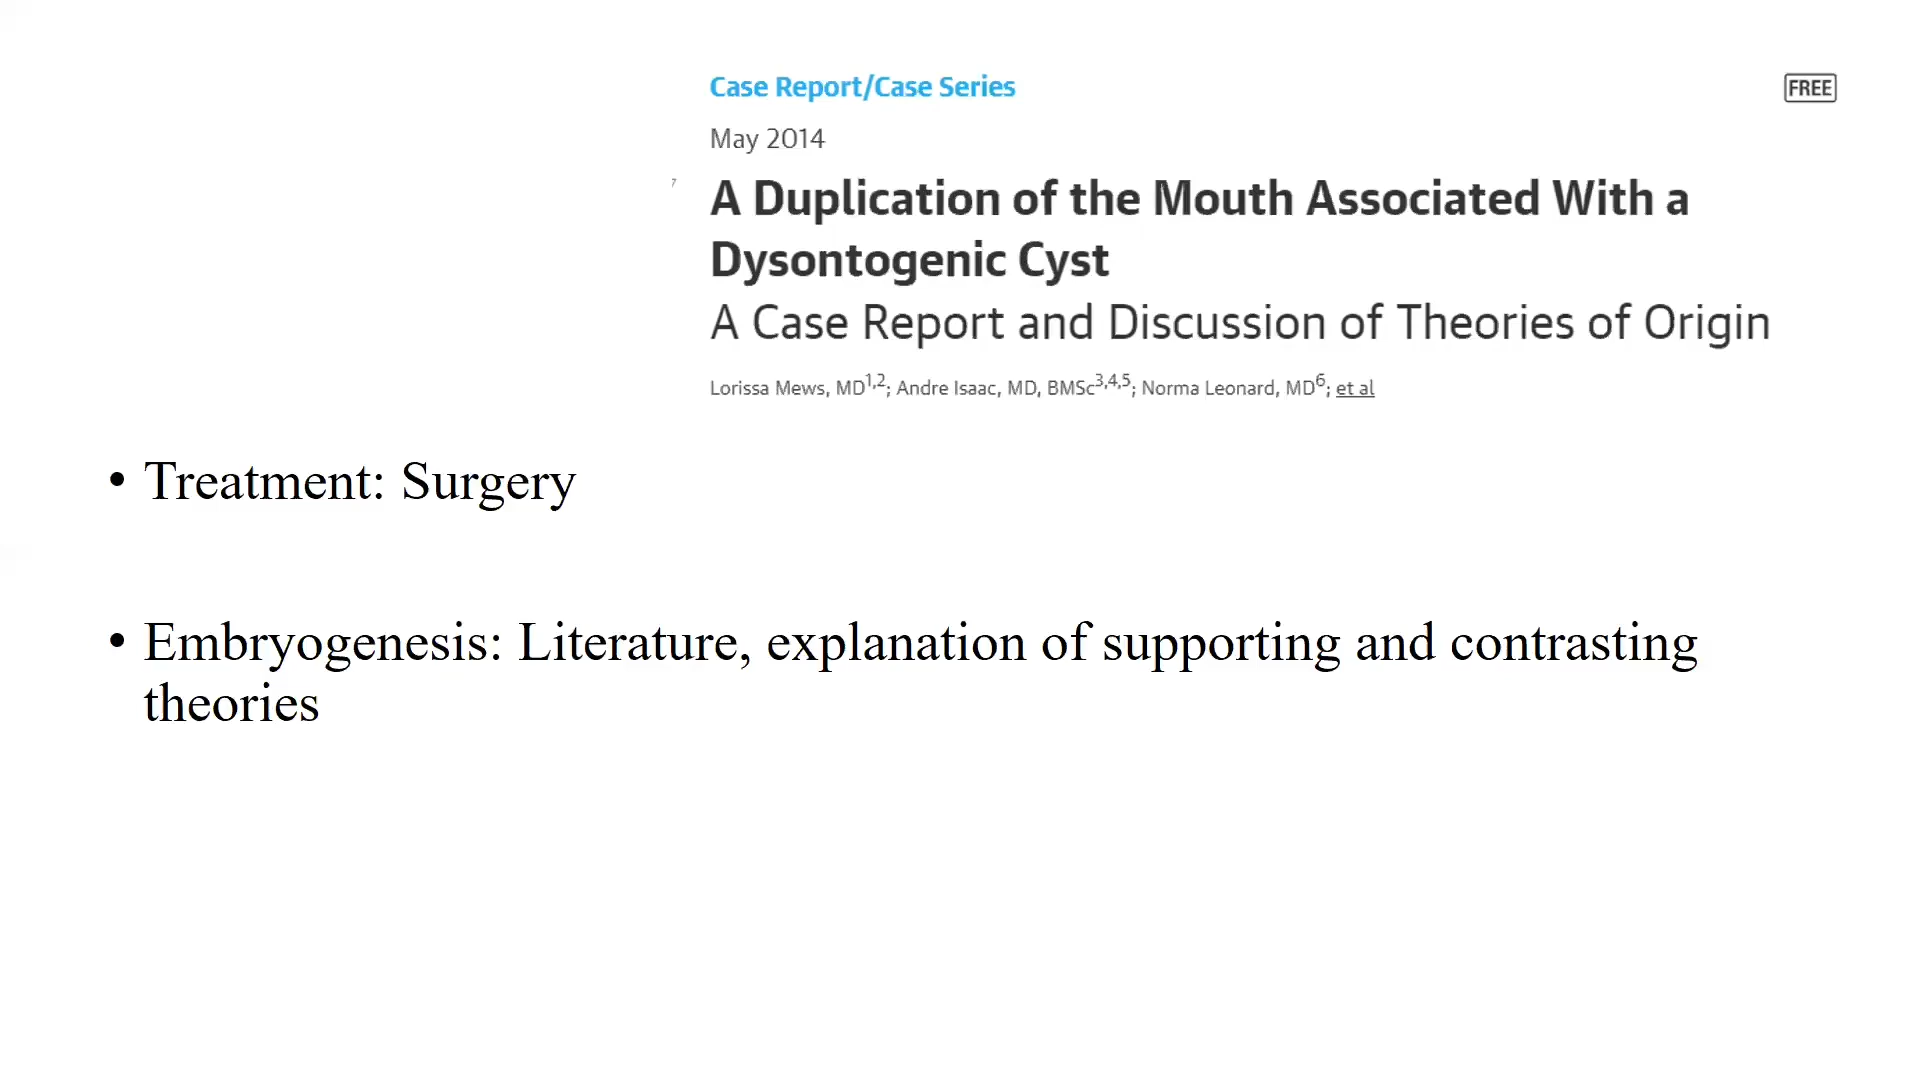 Case Report/Case Series
FREE
May 2014
7
A Duplication of the Mouth Associated With a
Dysontogenic Cyst
A Case Report and Discussion of Theories of Origin
Lorissa Mews, MD1,2; Andre Isaac, MD, BMSc3,4,5; Norma Leonard, MD6; et al
• Treatment: Surgery
• Embryogenesis: Literature, explanation of supporting and contrasting
theories